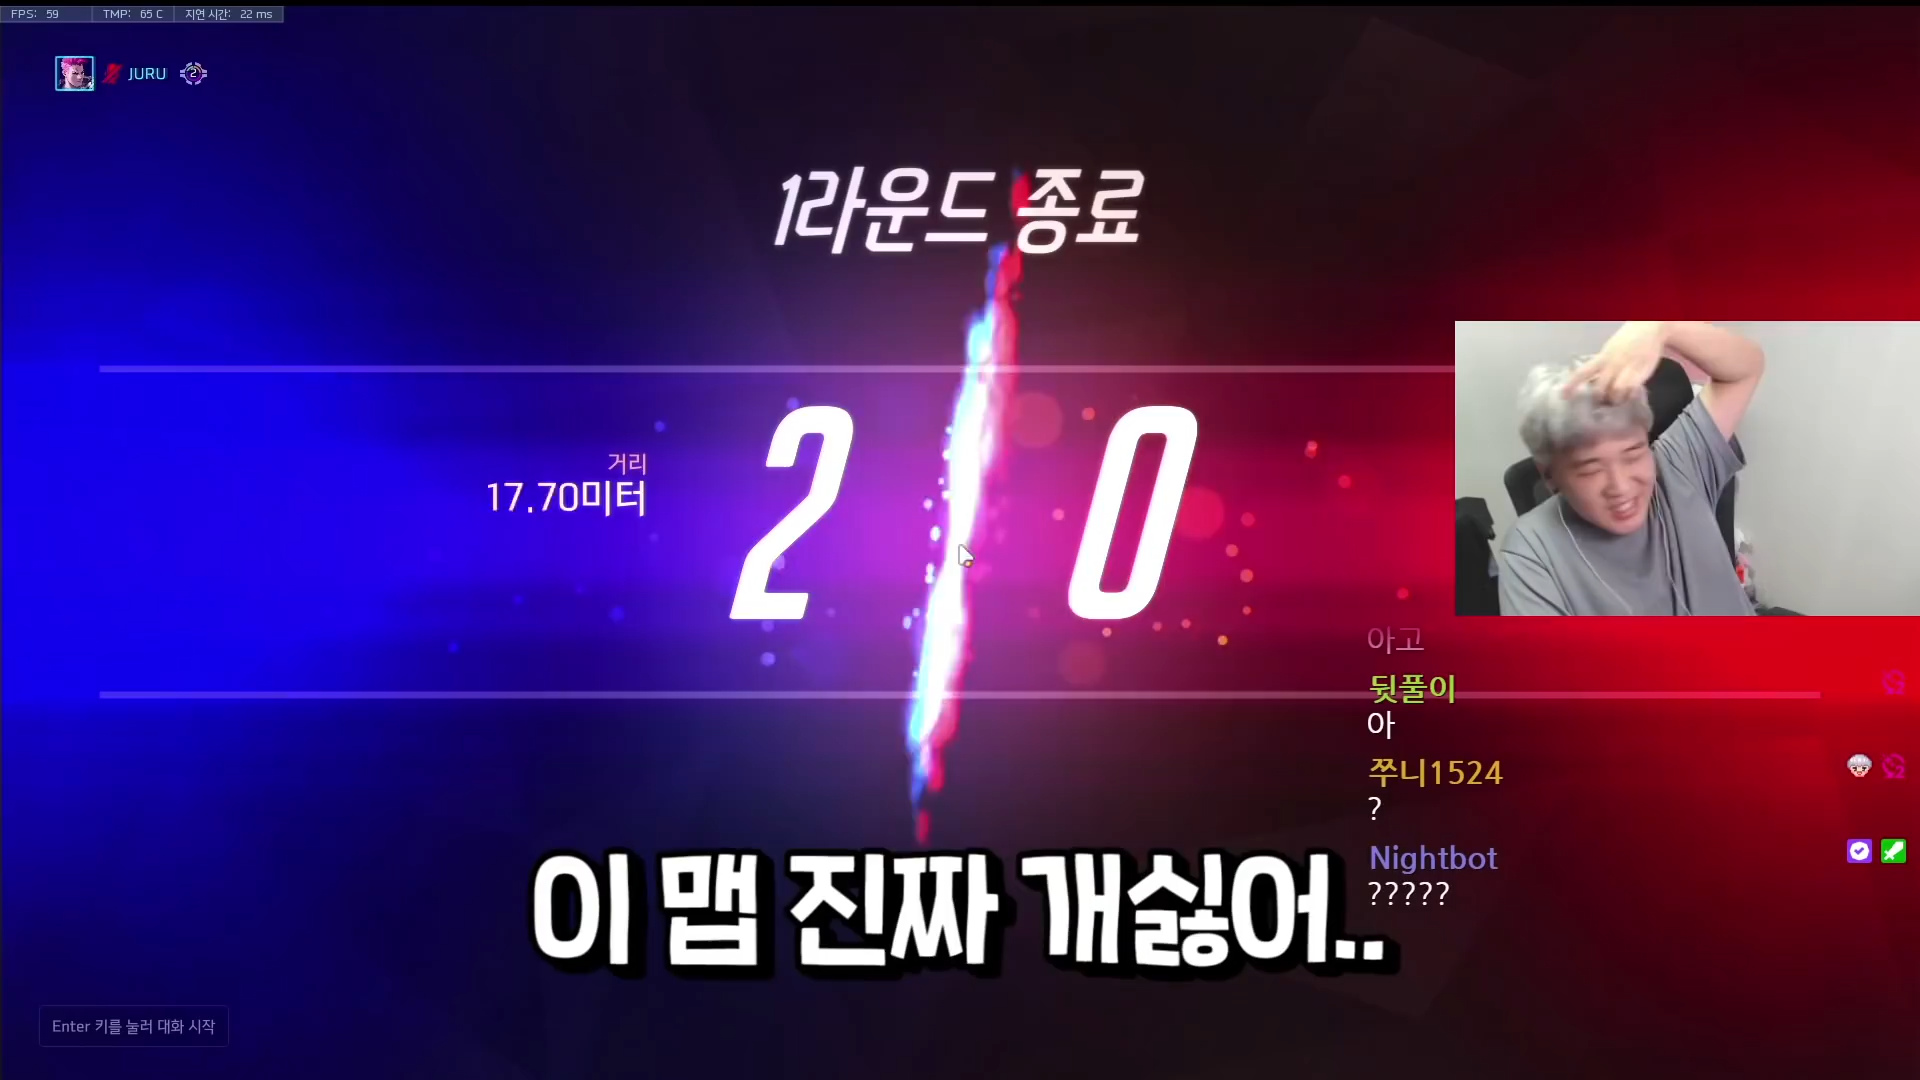 FPS: 59 TMP: 65 C 지연 시간: 22 ms
JURU 2
1라운드 종료
거리
17.70미터
2 0
아고
뒷풀이
아
쭈니1524
?
Nightbot
?????
이 맵 진짜 개싫어..
Enter 키를 눌러 대화 시작